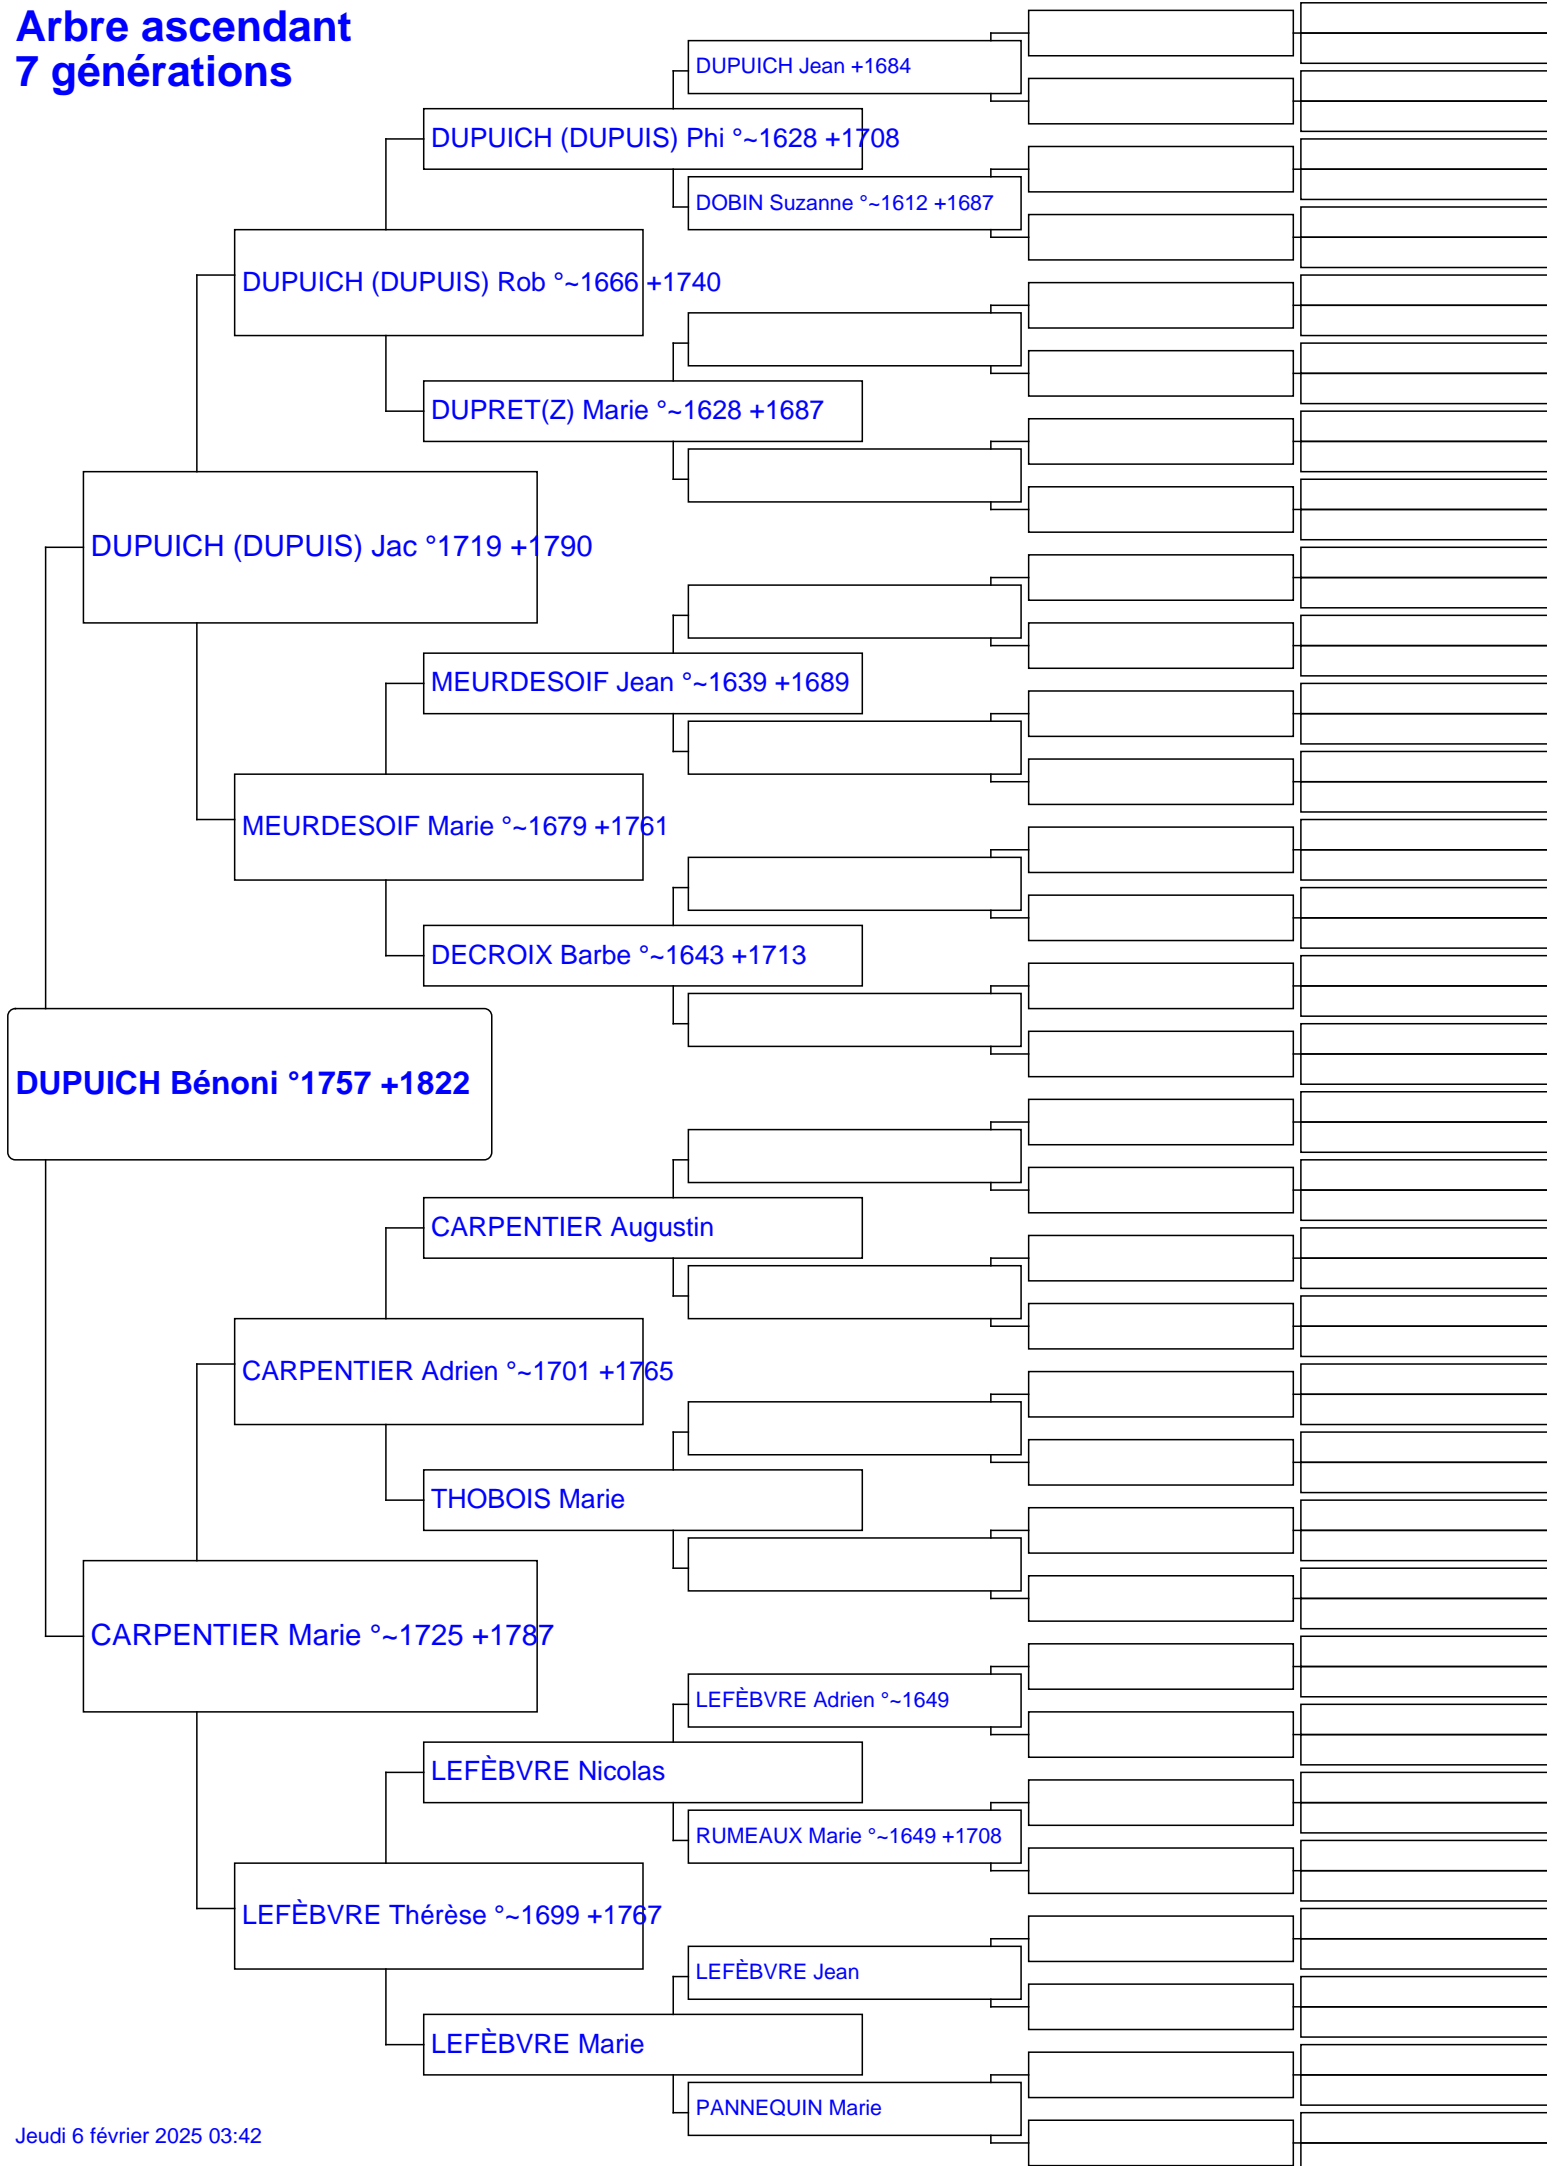 Arbre ascendant
7 générations
DUPUICH Jean +1684
DUPUICH (DUPUIS) Phi °~1628 +1708
DOBIN Suzanne °~1612 +1687
DUPUICH (DUPUIS) Rob °~1666 +1740
DUPRET(Z) Marie °~1628 +1687
DUPUICH (DUPUIS) Jac °1719 +1790
MEURDESOIF Jean °~1639 +1689
MEURDESOIF Marie °~1679 +1761
DECROIX Barbe °~1643 +1713
DUPUICH Bénoni °1757 +1822
CARPENTIER Augustin
CARPENTIER Adrien °~1701 +1765
THOBOIS Marie
CARPENTIER Marie °~1725 +1787
LEFÈBVRE Adrien °~1649
LEFÈBVRE Nicolas
RUMEAUX Marie °~1649 +1708
LEFÈBVRE Thérèse °~1699 +1767
LEFÈBVRE Jean
LEFÈBVRE Marie
PANNEQUIN Marie
Jeudi 6 février 2025 03:42